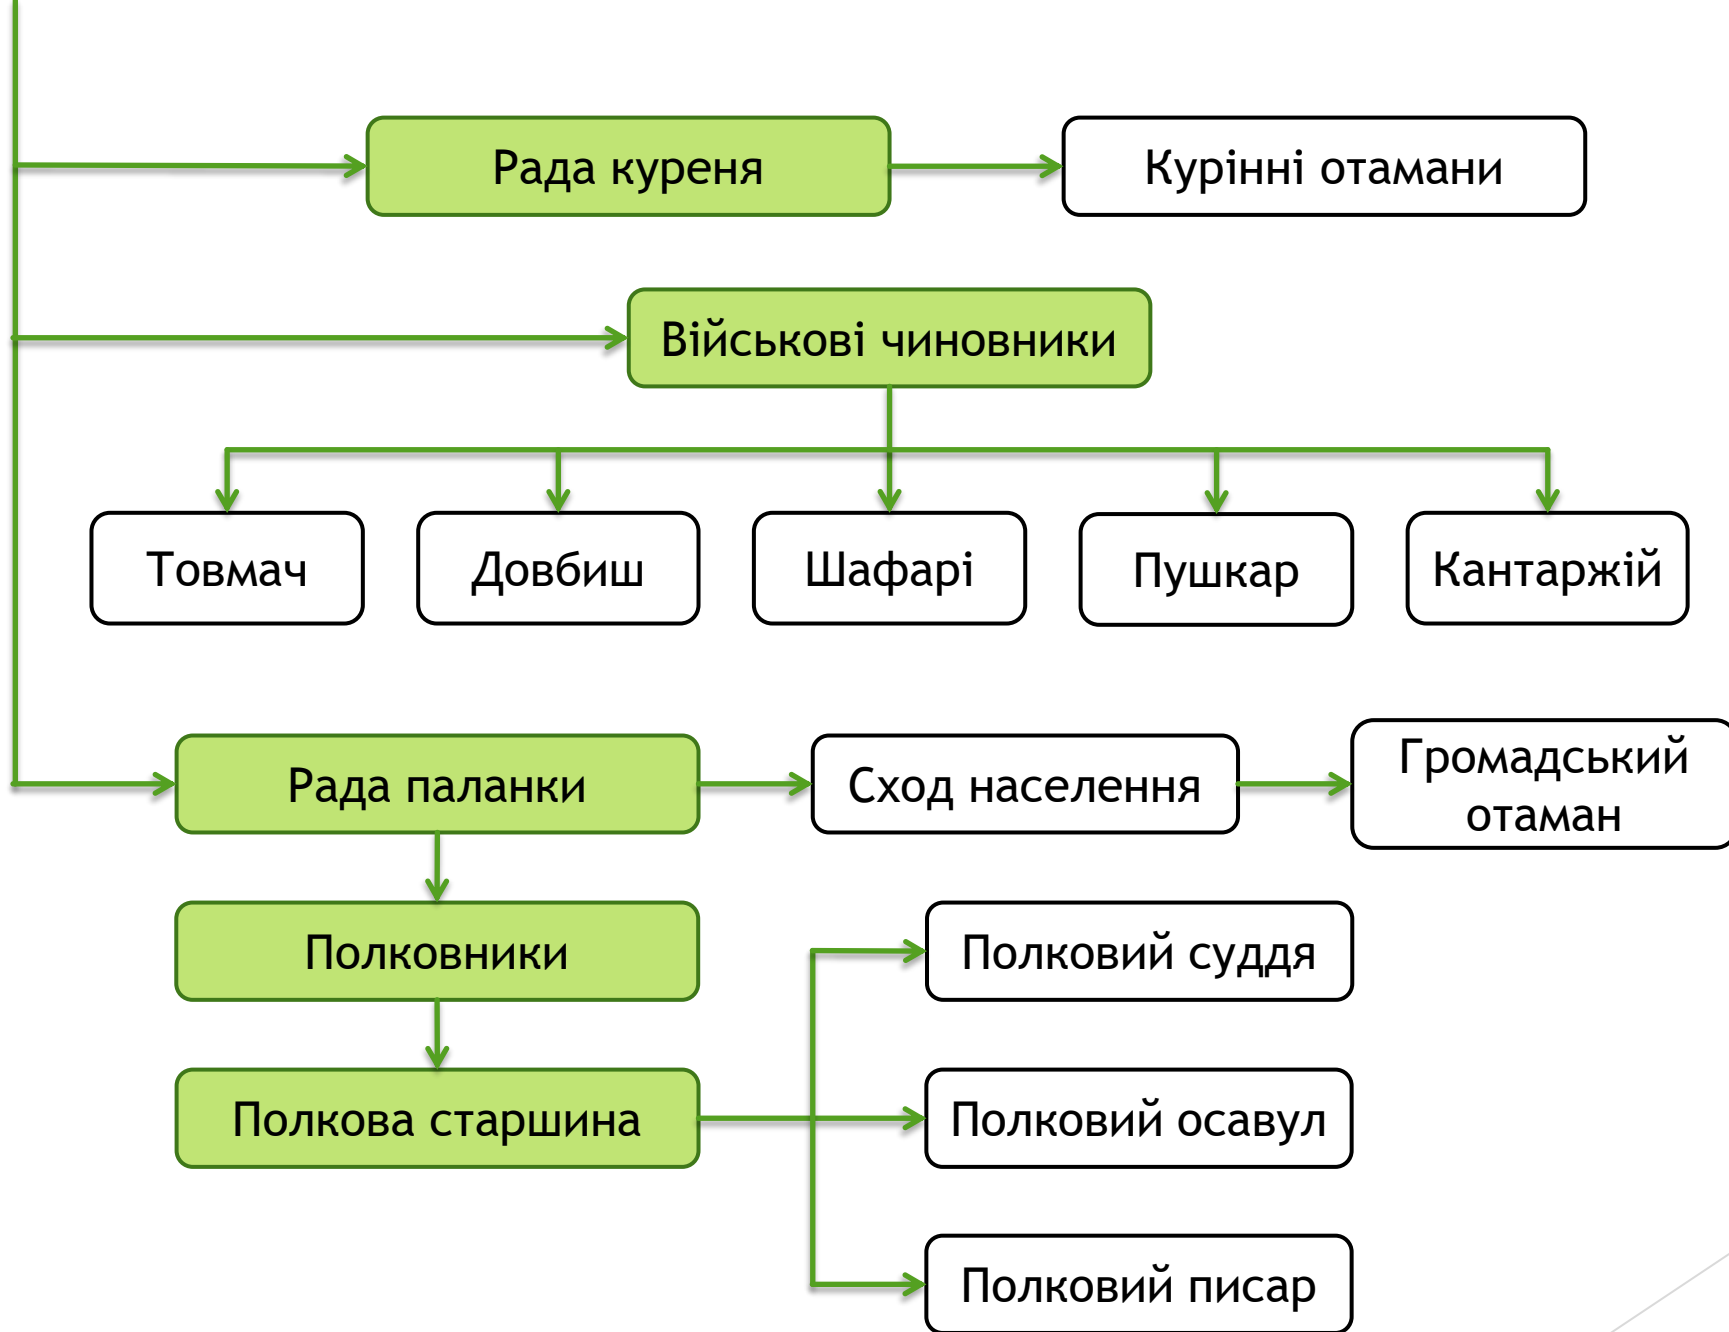 Рада куреня
Курінні отамани
Військові чиновники
Товмач
Довбиш
Шафарі
Пушкар
Кантаржій
Рада паланки
Сход населення
Громадський
отаман
Полковники
Полковий суддя
Полкова старшина
Полковий осавул
Полковий писар